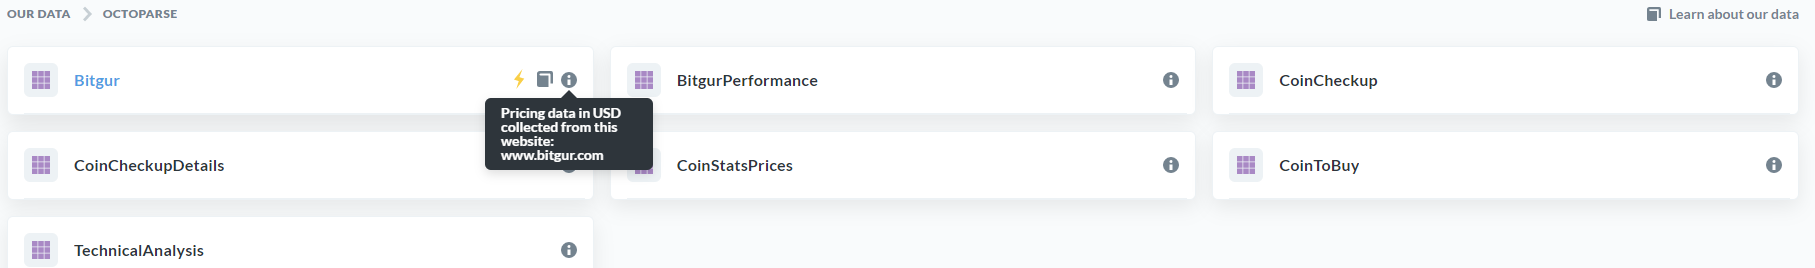 OUR DATA > OCTOPARSE
Learn about our data
Bitgur
BitgurPerformance
CoinCheckup
Pricing data in USD
collected from this
website:
www.bitgur.com
CoinCheckupDetails
CoinStatsPrices
CoinToBuy
TechnicalAnalysis